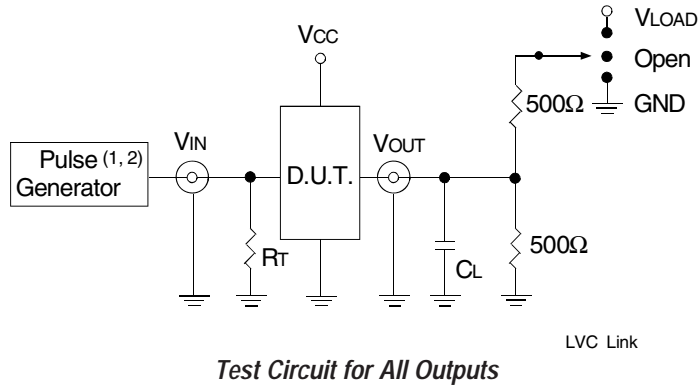 VLOAD
VCC
Open
500Ω
GND
VIN
VOUT
Pulse (1, 2)
Generator
D.U.T.
RT
CL
500Ω
LVC Link
Test Circuit for All Outputs